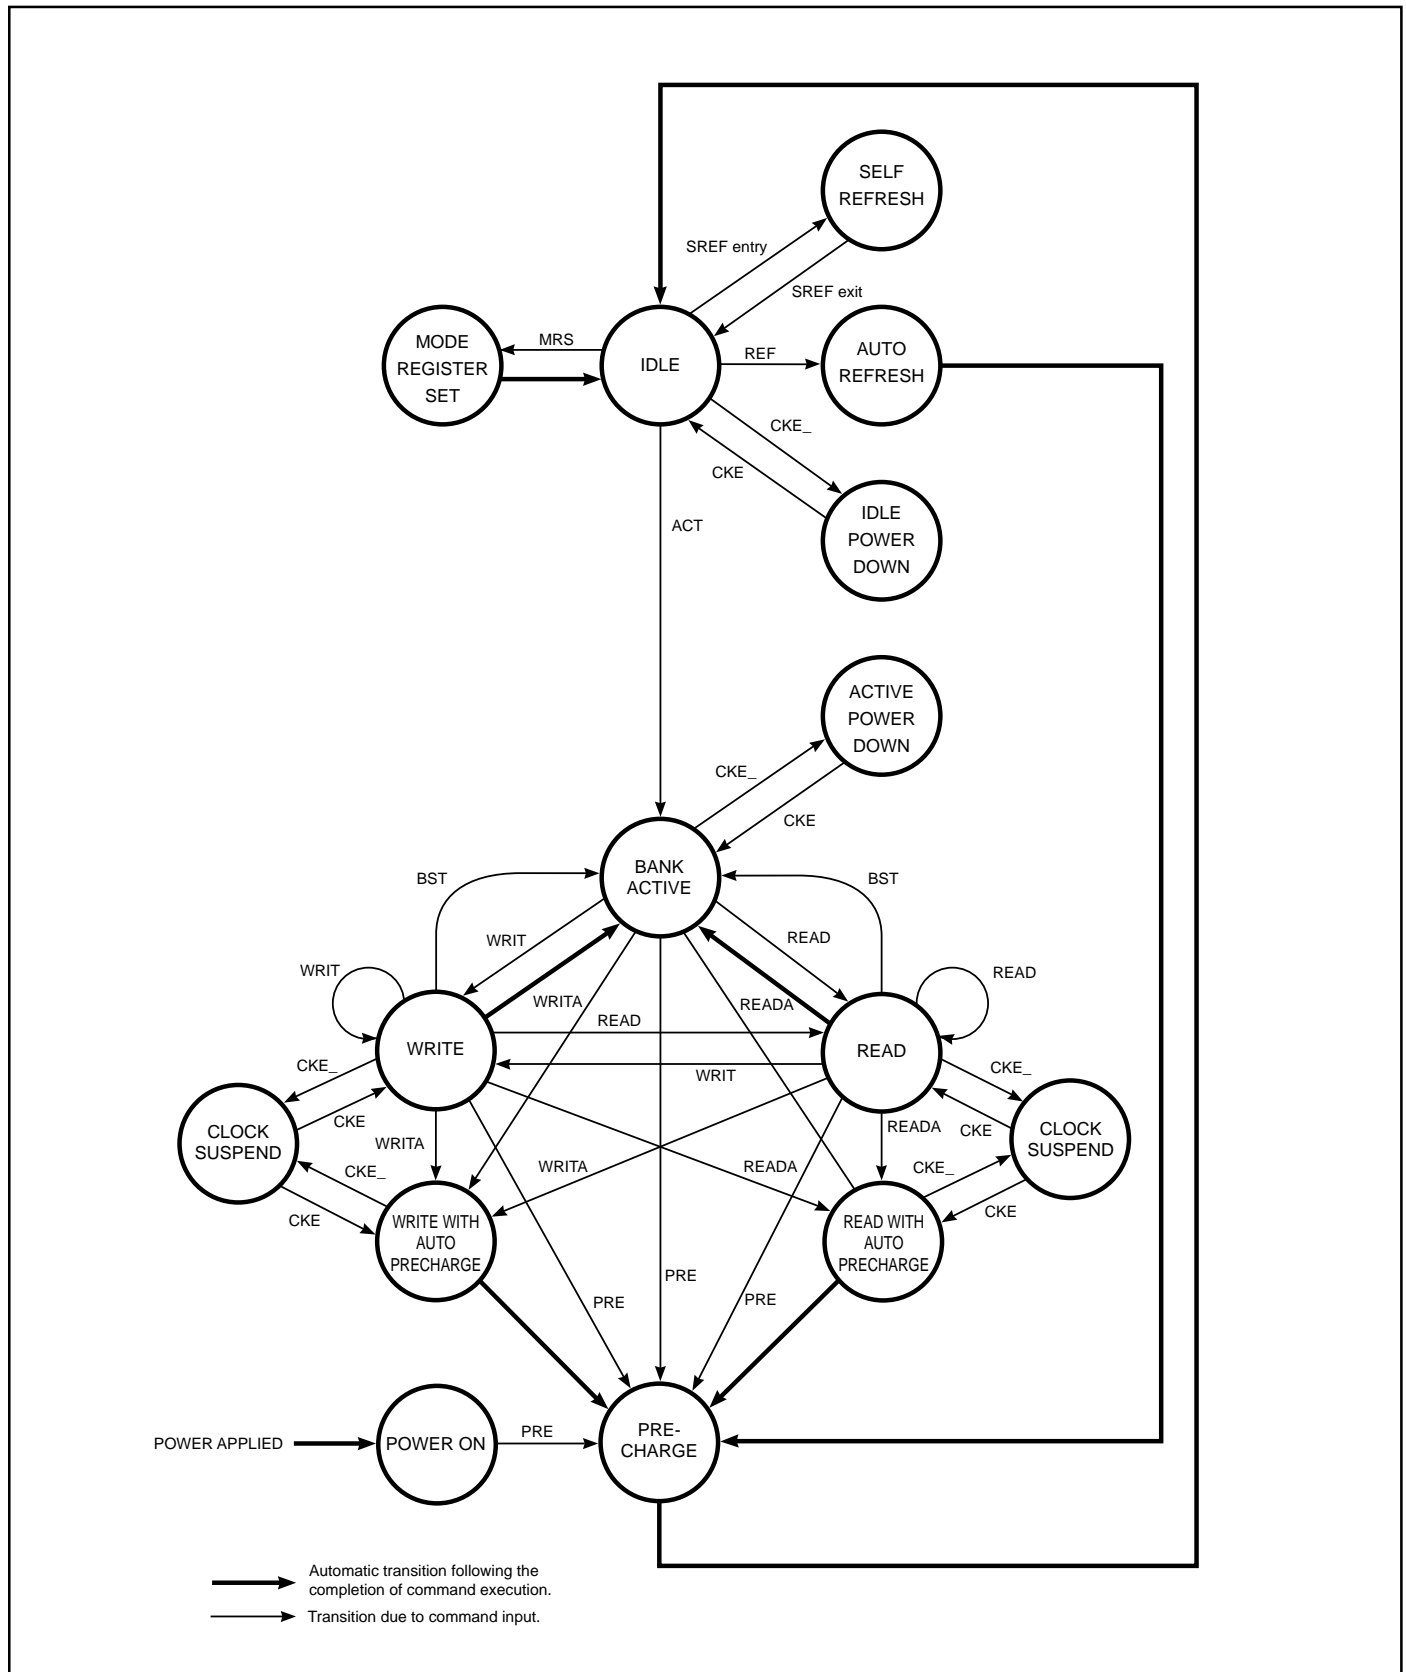 SELF
REFRESH
SREF entry
SREF exit
MODE
REGISTER
SET
MRS
IDLE
REF
AUTO
REFRESH
CKE_
CKE
ACT
IDLE
POWER
DOWN
ACTIVE
POWER
DOWN
CKE_
CKE
BANK
ACTIVE
BST
BST
WRIT
READ
WRIT
READ
WRITA
READA
READ
WRITE
READ
WRIT
CKE_
CKE_
CKE
CKE
CLOCK
SUSPEND
CLOCK
SUSPEND
WRITA
READA
CKE_
WRITA
READA
CKE_
CKE
CKE
WRITE WITH
AUTO
PRECHARGE
READ WITH
AUTO
PRECHARGE
PRE
PRE
PRE
POWER APPLIED
POWER ON
PRE
PRE-
CHARGE
Automatic transition following the
completion of command execution.
Transition due to command input.